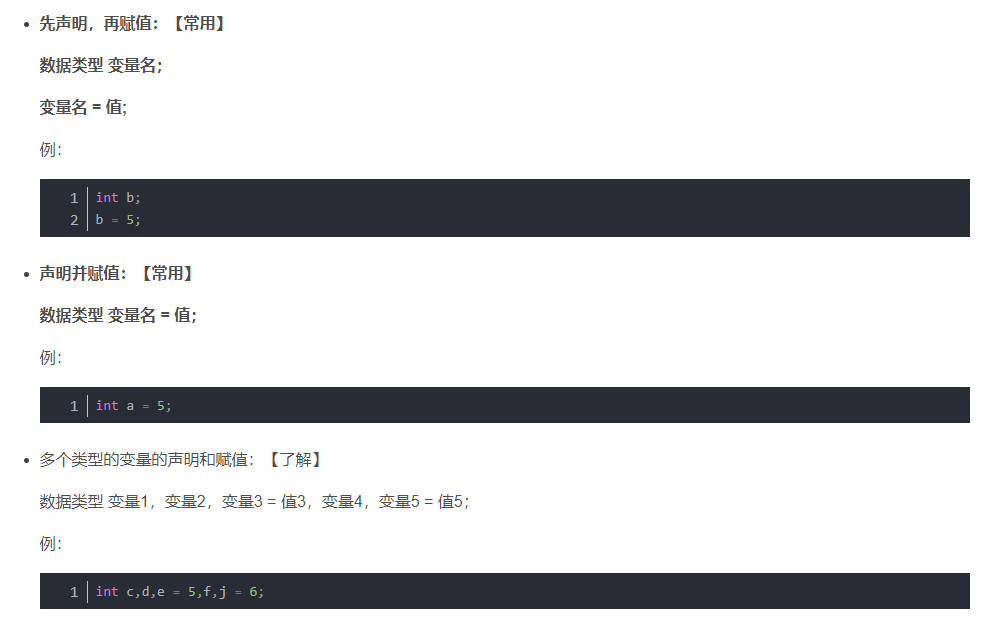 先声明，再赋值：【常用】
数据类型 变量名；
变量名 = 值；
例：
1 int b;
2 b = 5;
声明并赋值：【常用】
数据类型 变量名 = 值；
例：
1 int a = 5;
多个类型的变量的声明和赋值：【了解】
数据类型 变量1，变量2，变量3 = 值3，变量4，变量5 = 值5；
例：
1 int c,d,e = 5,f,j = 6;